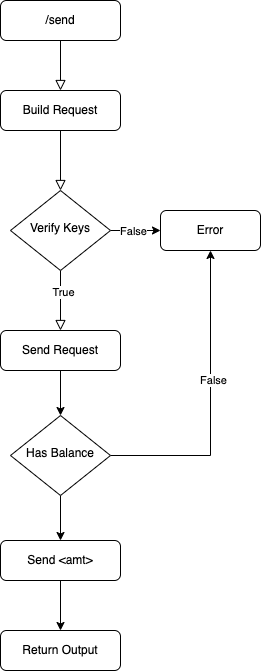 /send
Build Request
Verify Keys
False
Error
True
Send Request
False
Has Balance
Send <amt>
Return Output